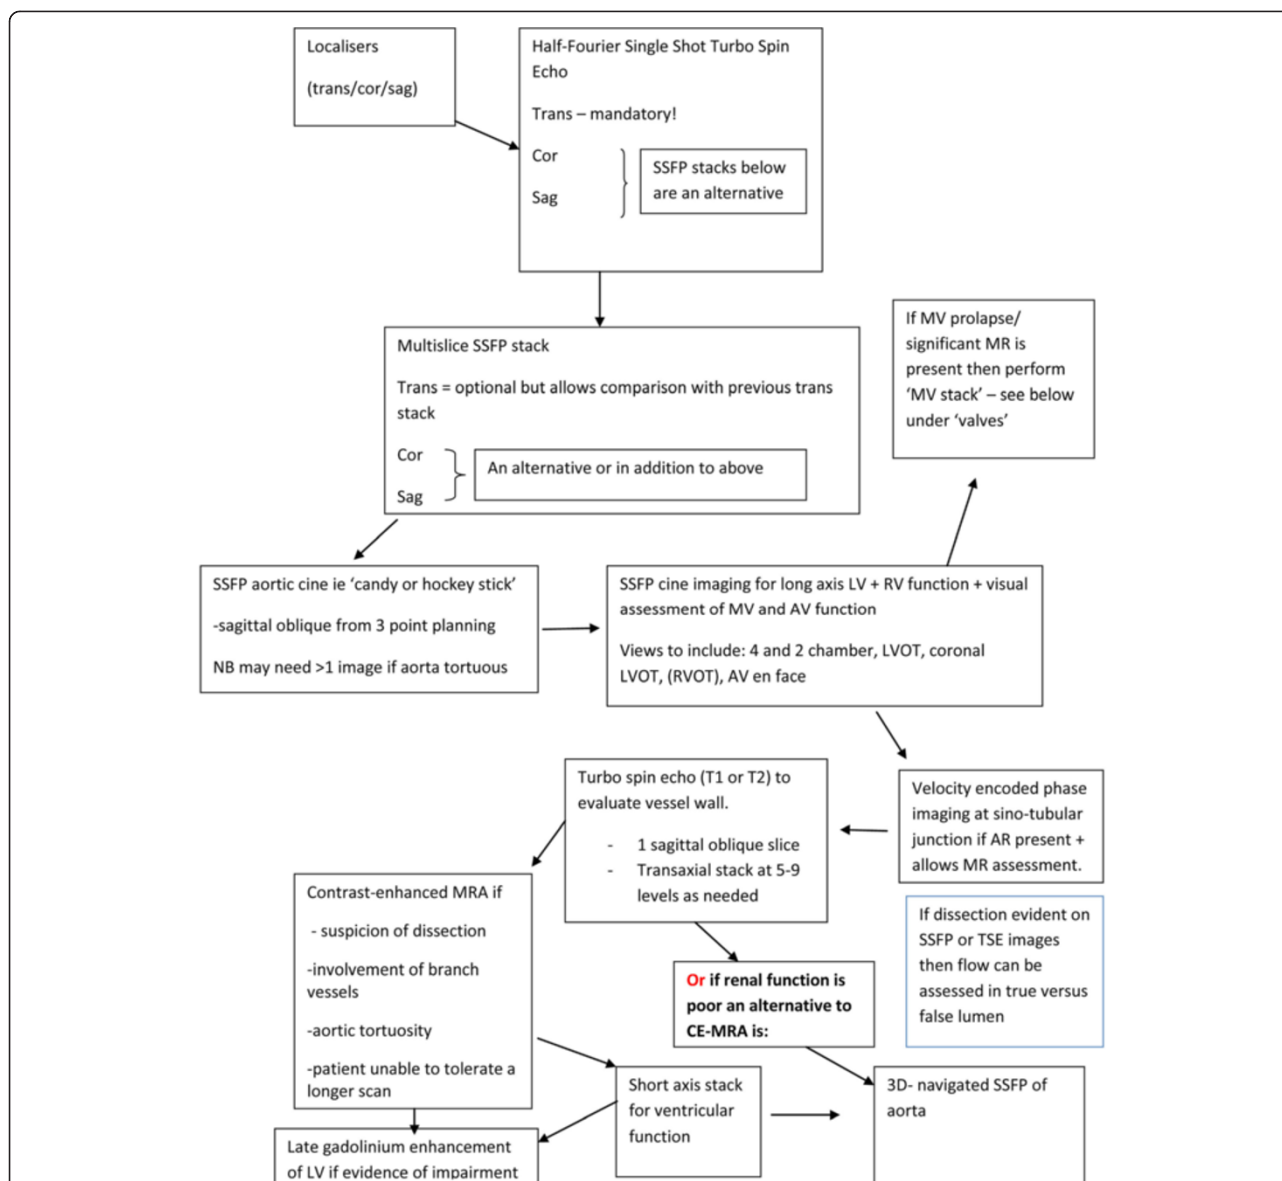 Localisers
(trans/cor/sag)
Half-Fourier Single Shot Turbo Spin
Echo
Trans – mandatory!
Cor
Sag
SSFP stacks below
are an alternative
Multislice SSFP stack
Trans = optional but allows comparison with previous trans
stack
Cor
Sag
An alternative or in addition to above
If MV prolapse/
significant MR is
present then perform
‘MV stack’ – see below
under ‘valves’
SSFP aortic cine ie ‘candy or hockey stick’
-sagittal oblique from 3 point planning
NB may need >1 image if aorta tortuous
SSFP cine imaging for long axis LV + RV function + visual
assessment of MV and AV function
Views to include: 4 and 2 chamber, LVOT, coronal
LVOT, (RVOT), AV en face
Velocity encoded phase
imaging at sino-tubular
junction if AR present +
allows MR assessment.
If dissection evident on
SSFP or TSE images
then flow can be
assessed in true versus
false lumen
Turbo spin echo (T1 or T2) to
evaluate vessel wall.
- 1 sagittal oblique slice
- Transaxial stack at 5-9
levels as needed
Contrast-enhanced MRA if
- suspicion of dissection
-involvement of branch
vessels
-aortic tortuosity
-patient unable to tolerate a
longer scan
Or if renal function is
poor an alternative to
CE-MRA is:
Short axis stack
for ventricular
function
3D- navigated SSFP of
aorta
Late gadolinium enhancement
of LV if evidence of impairment